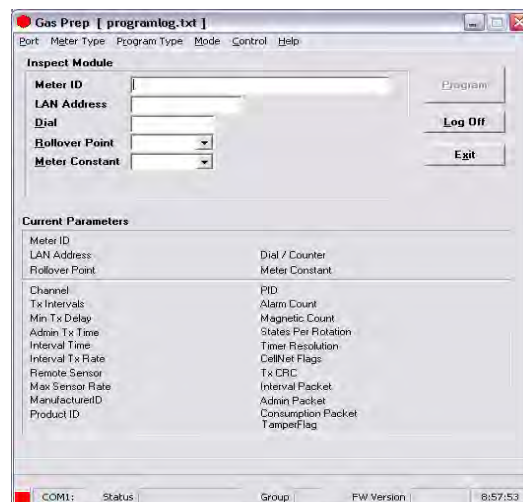 Gas Prep [ programlog.txt ]
Port Meter Type Program Type Mode Control Help
Inspect Module
Meter ID
Program
LAN Address
Dial
Log Off
Rollover Point
Meter Constant
Exit
Current Parameters
Meter ID
LAN Address Dial / Counter
Rollover Point Meter Constant
Channel PID
Tx Intervals Alarm Count
Min Tx Delay Magnetic Count
Admin Tx Time States Per Rotation
Interval Time Timer Resolution
Interval Tx Rate CellNet Flags
Remote Sensor Tx CRC
Max Sensor Rate Interval Packet
ManufacturerID Admin Packet
Product ID Consumption Packet
TamperFlag
COM1: Status Group FW Version 8:57:53